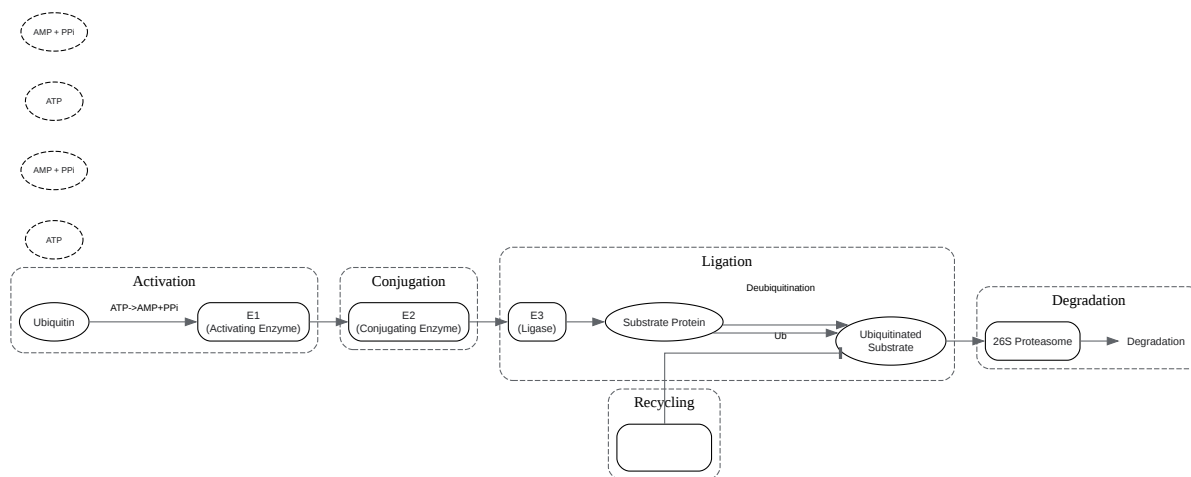 AMP + PPi
ATP
AMP + PPi
ATP
Activation
Ubiquitin
ATP->AMP+PPi
E1
(Activating Enzyme)
Conjugation
E2
(Conjugating Enzyme)
Ligation
Deubiquitination
E3
(Ligase)
Substrate Protein
Ub
Ubiquitinated
Substrate
Degradation
26S Proteasome
Degradation
Recycling